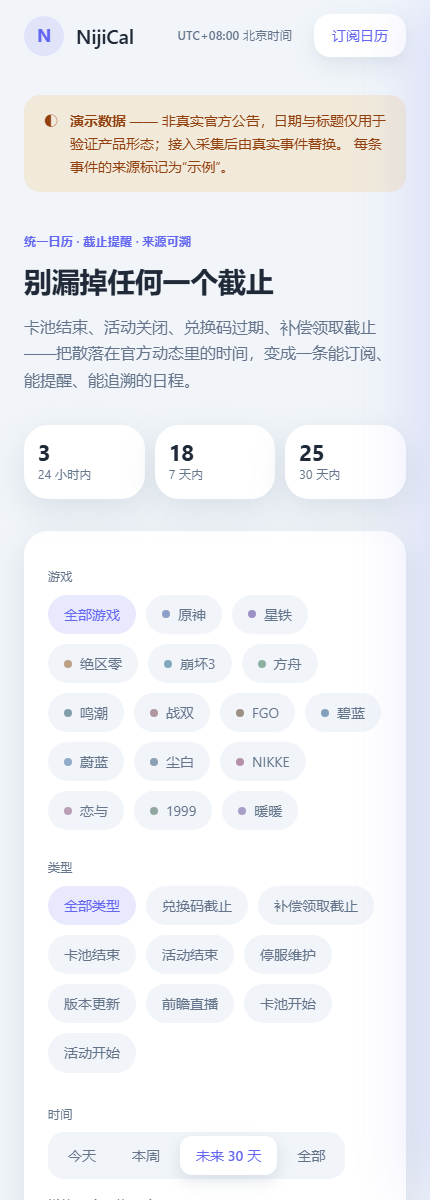 N NijiCal UTC+08:00 北京时间 订阅日历
演示数据 —— 非真实官方公告，日期与标题仅用于
验证产品形态；接入采集后由真实事件替换。 每条
事件的来源标记为“示例”。
统一日历 · 截止提醒 · 来源可溯
别漏掉任何一个截止
卡池结束、活动关闭、兑换码过期、补偿领取截止
——把散落在官方动态里的时间，变成一条能订阅、
能提醒、能追溯的日程。
3 18 25
24 小时内 7 天内 30 天内
游戏
全部游戏 原神 星铁
绝区零 崩坏3 方舟
鸣潮 战双 FGO 碧蓝
蔚蓝 尘白 NIKKE
恋与 1999 暖暖
类型
全部类型 兑换码截止 补偿领取截止
卡池结束 活动结束 停服维护
版本更新 前瞻直播 卡池开始
活动开始
时间
今天 本周 未来 30 天 全部